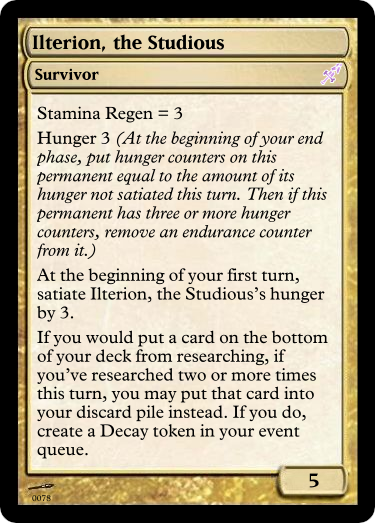 Ilterion, the Studious
Survivor
Stamina Regen = 3
Hunger 3 (At the beginning of your end
phase, put hunger counters on this
permanent equal to the amount of its
hunger not satiated this turn. Then if this
permanent has three or more hunger
counters, remove an endurance counter
from it.)
At the beginning of your first turn,
satiate Ilterion, the Studious's hunger
by 3.
If you would put a card on the bottom
of your deck from researching, if
you've researched two or more times
this turn, you may put that card into
your discard pile instead. If you do,
create a Decay token in your event
queue.
5
0078